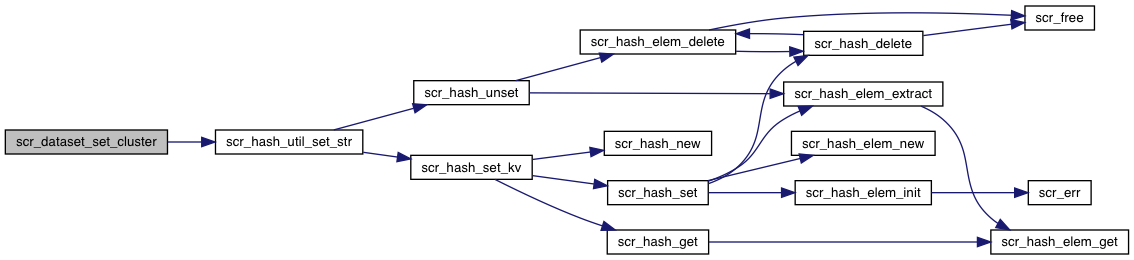 scr_dataset_set_cluster
scr_hash_util_set_str
scr_hash_unset
scr_hash_set_kv
scr_hash_elem_delete
scr_hash_new
scr_hash_set
scr_hash_get
scr_hash_delete
scr_hash_elem_extract
scr_hash_elem_new
scr_hash_elem_init
scr_free
scr_err
scr_hash_elem_get